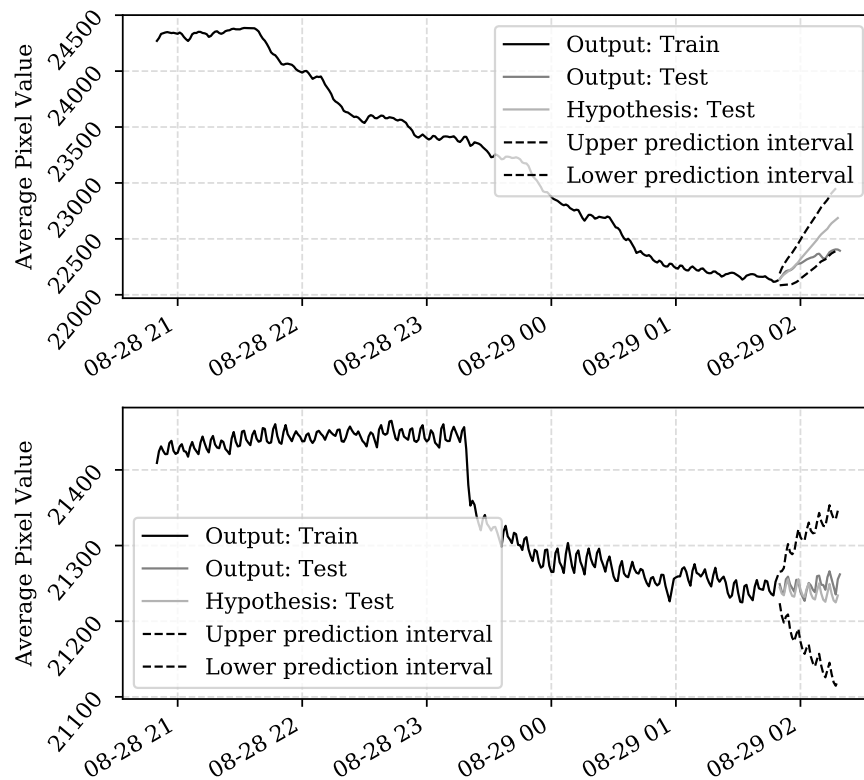 Average Pixel Value
24500
24000
23500
23000
22500
22000
Output: Train
Output: Test
Hypothesis: Test
Upper prediction interval
Lower prediction interval
08-28 21
08-28 22
08-28 23
08-29 00
08-29 01
08-29 02
Average Pixel Value
21400
21300
21200
21100
Output: Train
Output: Test
Hypothesis: Test
Upper prediction interval
Lower prediction interval
08-28 21
08-28 22
08-28 23
08-29 00
08-29 01
08-29 02